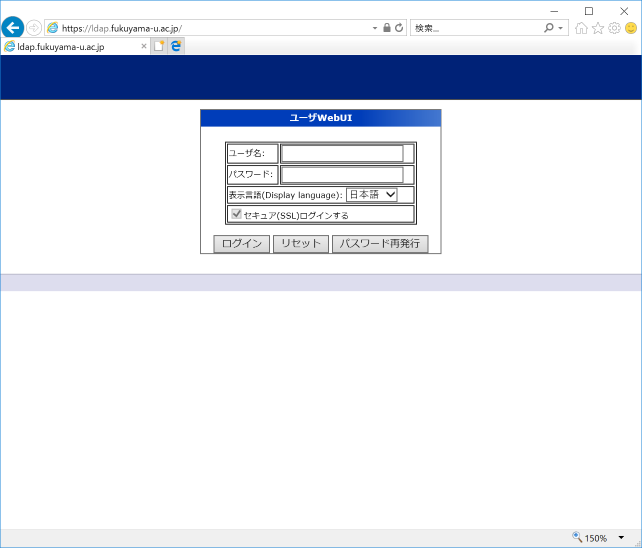 https://ldap.fukuyama-u.ac.jp/
検索...
ldap.fukuyama-u.ac.jp
ユーザWebUI
ユーザ名:
パスワード:
表示言語(Display language): 日本語
セキュア(SSL)ログインする
ログイン リセット パスワード再発行
150%